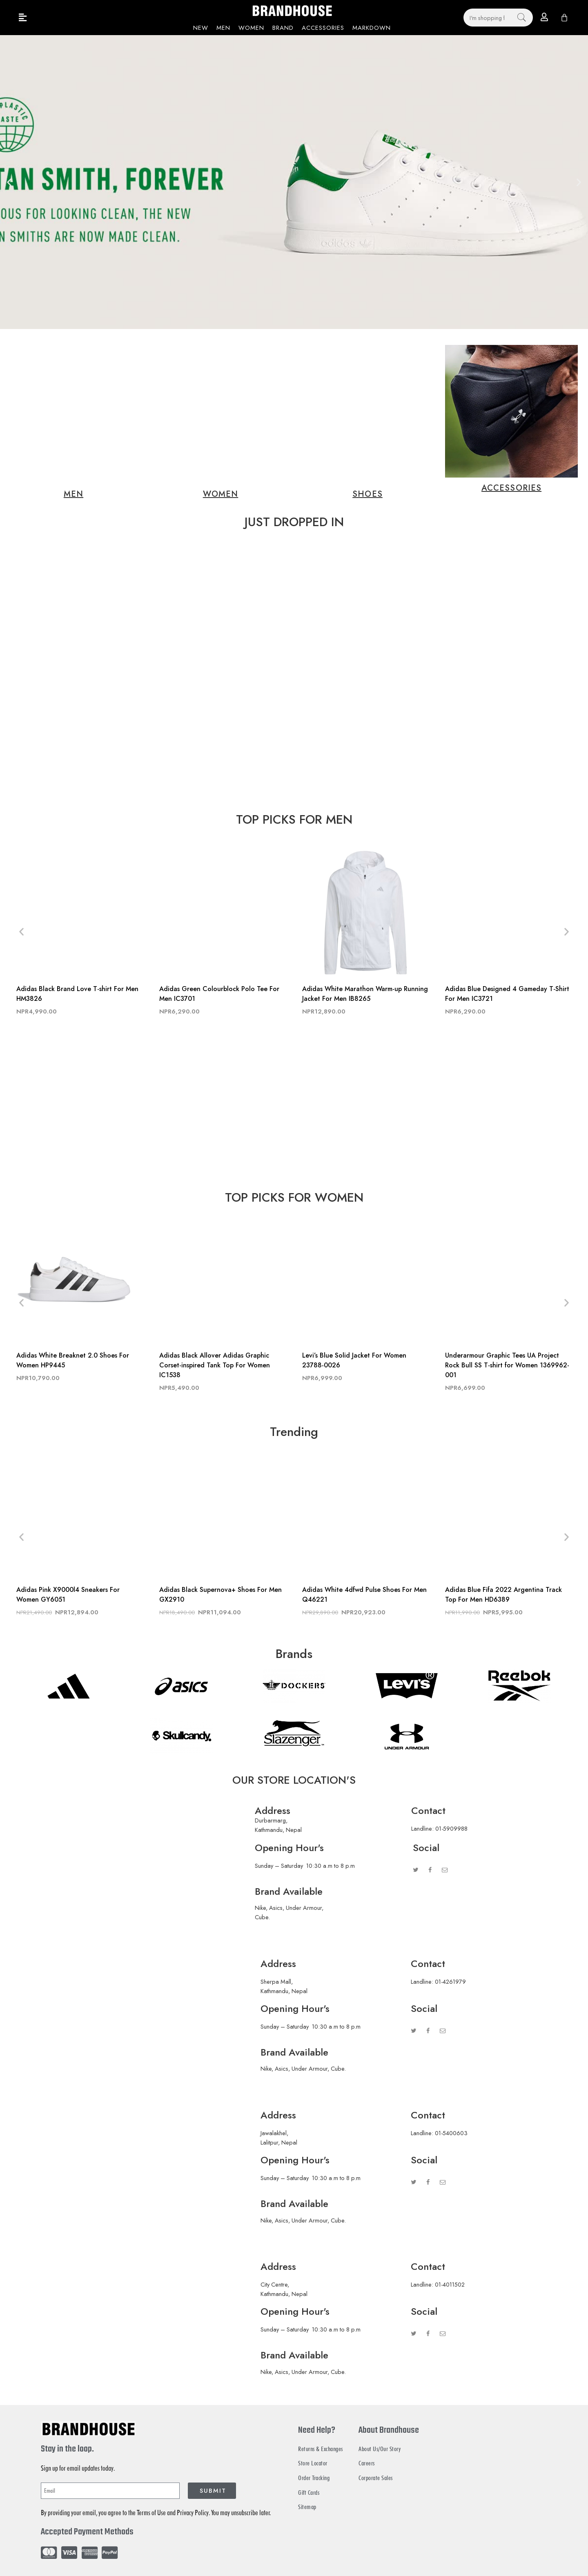 BRANDHOUSE
NEW MEN WOMEN BRAND ACCESSORIES MARKDOWN
I'm shopping f
TAN SMITH, FOREVER
OUS FOR LOOKING CLEAN, THE NEW
N SMITHS ARE NOW MADE CLEAN.
adidas
MEN
WOMEN
SHOES
ACCESSORIES
JUST DROPPED IN
TOP PICKS FOR MEN
Adidas Black Brand Love T-shirt For Men
HM3826
NPR4,990.00
Adidas Green Colourblock Polo Tee For
Men IC3701
NPR6,290.00
Adidas White Marathon Warm-up Running
Jacket For Men IB8265
NPR12,890.00
Adidas Blue Designed 4 Gameday T-Shirt
For Men IC3721
NPR6,290.00
TOP PICKS FOR WOMEN
Adidas White Breaknet 2.0 Shoes For
Women HP9445
NPR10,790.00
Adidas Black Allover Adidas Graphic
Corset-inspired Tank Top For Women
IC1538
NPR5,490.00
Levi's Blue Solid Jacket For Women
23788-0026
NPR6,999.00
Underarmour Graphic Tees UA Project
Rock Bull SS T-shirt for Women 1369962-
001
NPR6,699.00
Trending
Adidas Pink X9000l4 Sneakers For
Women GY6051
NPR21,490.00 NPR12,894.00
Adidas Black Supernova+ Shoes For Men
GX2910
NPR18,490.00 NPR11,094.00
Adidas White 4dfwd Pulse Shoes For Men
Q46221
NPR20,923.00
Adidas Blue Fifa 2022 Argentina Track
Top For Men HD6389
NPR11,990.00 NPR5,995.00
Brands
asics
DOCKERS
LEVI'S
Reebok
Skullcandy
Slazenger
UNDER ARMOUR
OUR STORE LOCATION'S
Address
Durbarmarg,
Kathmandu, Nepal
Contact
Landline: 01-5909988
Opening Hour's
Sunday – Saturday 10:30 a.m to 8 p.m
Social
Brand Available
Nike, Asics, Under Armour,
Cube
Address
Sherpa Mall,
Kathmandu, Nepal
Contact
Landline: 01-4261979
Opening Hour's
Sunday – Saturday 10:30 a.m to 8 p.m
Social
Brand Available
Nike, Asics, Under Armour, Cube
Address
Jawalakhel,
Lalitpur, Nepal
Contact
Landline: 01-5400603
Opening Hour's
Sunday – Saturday 10:30 a.m to 8 p.m
Social
Brand Available
Nike, Asics, Under Armour, Cube
Address
City Centre,
Kathmandu, Nepal
Contact
Landline: 01-4011502
Opening Hour's
Sunday – Saturday 10:30 a.m to 8 p.m
Social
Brand Available
Nike, Asics, Under Armour, Cube
BRANDHOUSE
Stay in the loop.
Sign up for email updates today.
Email
SUBMIT
By providing your email, you agree to the Terms of Use and Privacy Policy. You may unsubscribe later.
Accepted Payment Methods
VISA
PayPal
Need Help?
Returns & Exchanges
Store Locator
Order Tracking
Gift Cards
Sitemap
About Brandhouse
About Us/Our Story
Careers
Corporate Sales